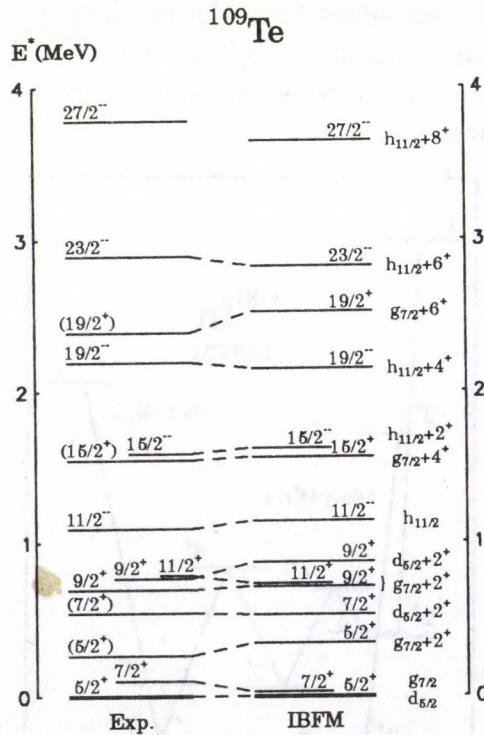 ¹⁰⁹Te
E*(MeV)
4 4
27/2⁻⁻ 27/2⁻⁻ h₁₁/₂+8⁺
3 3
23/2⁻⁻ 23/2⁻⁻ h₁₁/₂+6⁺
(19/2⁺) 19/2⁺ g₇/₂+6⁺
19/2⁻⁻ 19/2⁻⁻ h₁₁/₂+4⁺
2 2
(15/2⁺) 15/2⁻⁻ 15/2⁻⁻ h₁₁/₂+2⁺
15/2⁺ g₇/₂+4⁺
11/2⁻⁻ 11/2⁻⁻ h₁₁/₂
1 1
9/2⁺ d₅/₂+2⁺
9/2⁺ 9/2⁺ 11/2⁺ 11/2⁺ 9/2⁺ } g₇/₂+2⁺
(7/2⁺) 7/2⁺ d₅/₂+2⁺
(5/2⁺) 5/2⁺ g₇/₂+2⁺
5/2⁺ 7/2⁺ 7/2⁺ 5/2⁺ g₇/₂
0 0 d₅/₂
Exp. IBFM